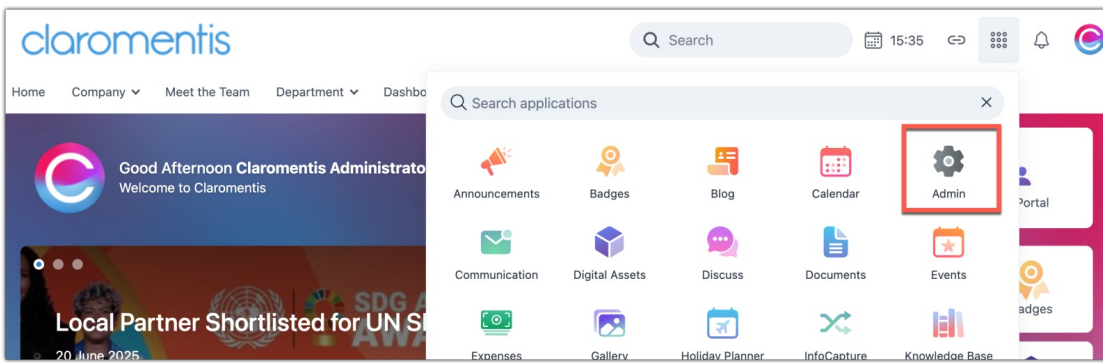 claromentis
Search
15:35
Home Company Meet the Team Department Dashbo
Search applications
Good Afternoon Claromentis Administrato
Welcome to Claromentis
Announcements Badges Blog Calendar Admin
Portal
Communication Digital Assets Discuss Documents Events
adges
SDG A
AWA
Local Partner Shortlisted for UN S
20 June 2025
Expenses Gallery Holiday Planner InfoCapture Knowledge Base